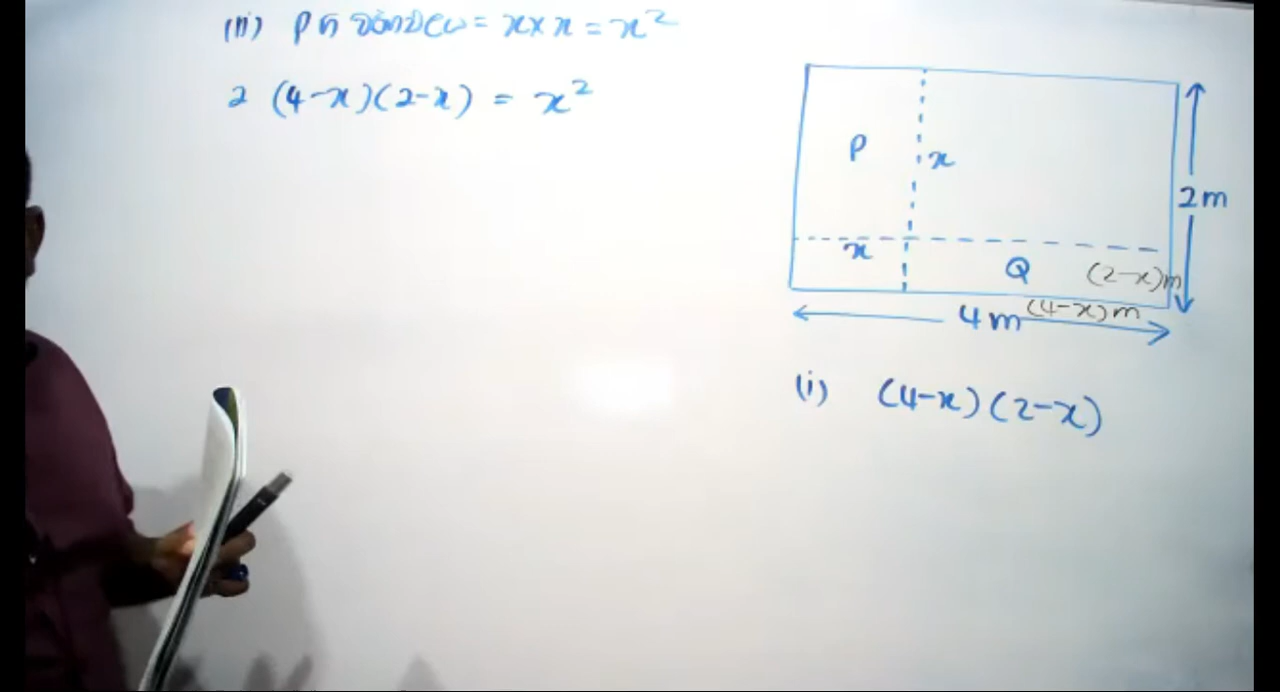 (ii) P හි වර්ගඵලය = x × x = x²
2 (4-x)(2-x) = x²
P
x
2m
x
Q
(2-x)m
4m
(4-x)m
(i) (4-x)(2-x)